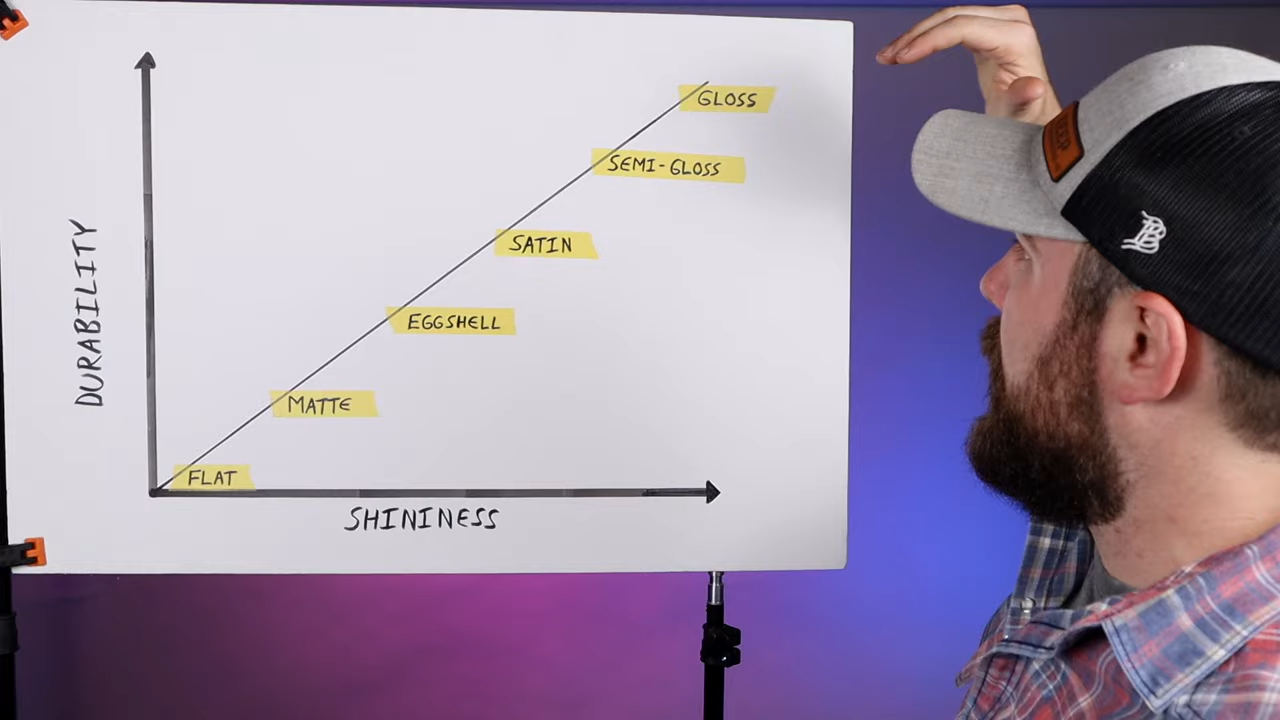 GLOSS
SEMI-GLOSS
SATIN
EGGSHELL
MATTE
FLAT
DURABILITY
SHININESS